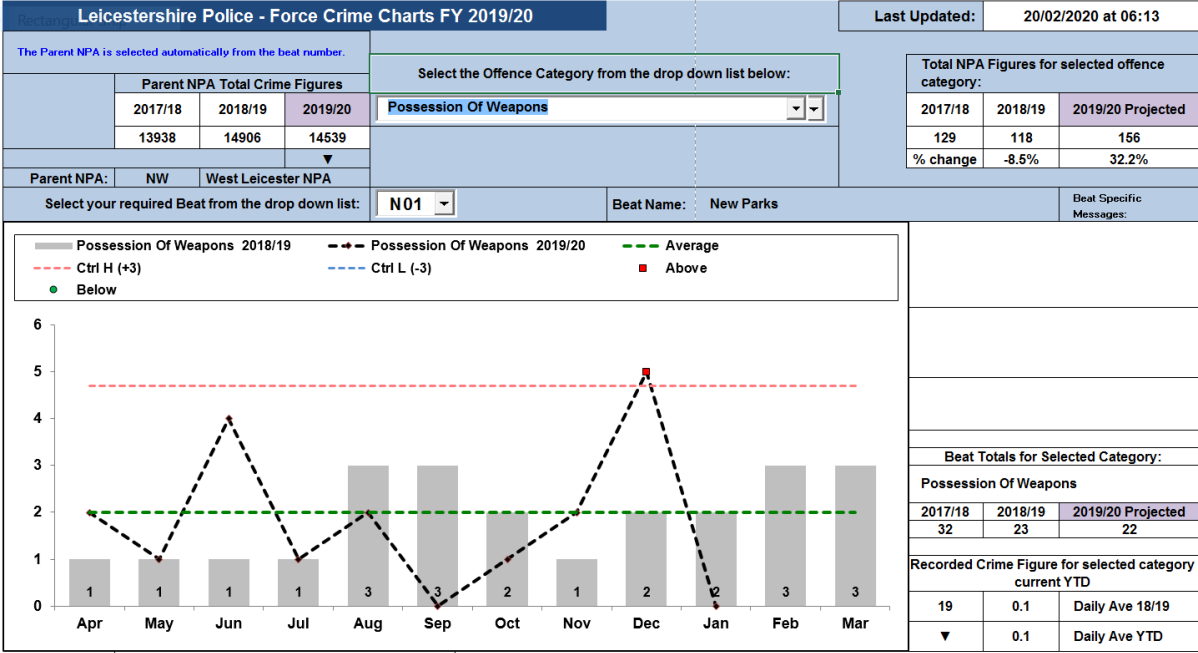 Rectangu
Leicestershire Police - Force Crime Charts FY 2019/20
Last Updated: 20/02/2020 at 06:13
The Parent NPA is selected automatically from the beat number.
Parent NPA Total Crime Figures
2017/18 2018/19 2019/20
13938 14906 14539
▼
Parent NPA: NW West Leicester NPA
Select the Offence Category from the drop down list below:
Possession Of Weapons
Total NPA Figures for selected offence
category:
2017/18 2018/19 2019/20 Projected
129 118 156
% change -8.5% 32.2%
Select your required Beat from the drop down list: N01
Beat Name: New Parks
Beat Specific
Messages:
Possession Of Weapons 2018/19 Possession Of Weapons 2019/20 Average
Ctrl H (+3) Ctrl L (-3) Above
Below
6
5
4
3
2
1
0
1 1 1 1 3 3 2 1 2 2 3 3
Apr May Jun Jul Aug Sep Oct Nov Dec Jan Feb Mar
Beat Totals for Selected Category:
Possession Of Weapons
2017/18 2018/19 2019/20 Projected
32 23 22
Recorded Crime Figure for selected category
current YTD
19 0.1 Daily Ave 18/19
▼ 0.1 Daily Ave YTD